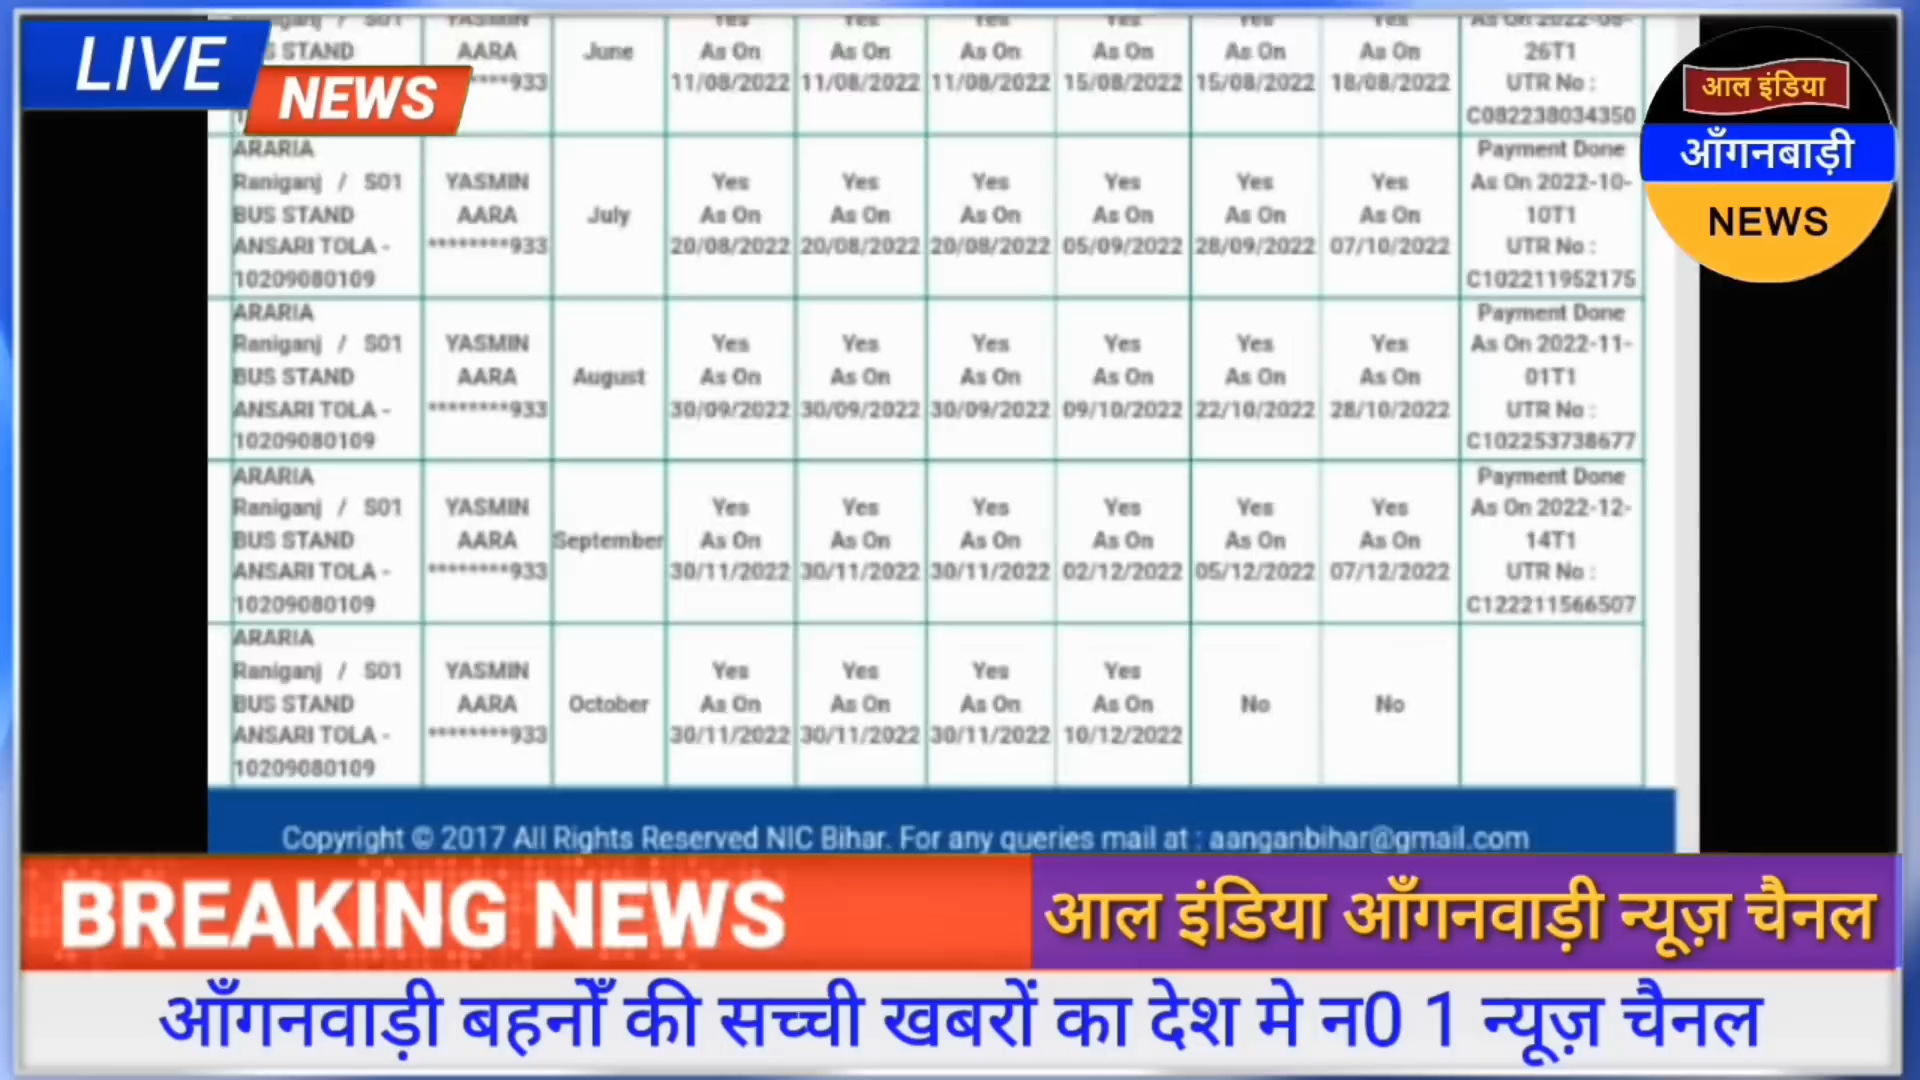 LIVE
NEWS
आल इंडिया
आँगनबाड़ी
NEWS
S STAND AARA June As On As On As On As On As On As On 26T1
****933 11/08/2022 11/08/2022 11/08/2022 15/08/2022 15/08/2022 18/08/2022 UTR No :
C082238034350
ARARIA Payment Done
Raniganj / S01 YASMIN Yes Yes Yes Yes Yes Yes As On 2022-10-
BUS STAND AARA July As On As On As On As On As On As On 10T1
ANSARI TOLA - ********933 20/08/2022 20/08/2022 20/08/2022 05/09/2022 28/09/2022 07/10/2022 UTR No :
10209080109 C102211952175
ARARIA Payment Done
Raniganj / S01 YASMIN Yes Yes Yes Yes Yes Yes As On 2022-11-
BUS STAND AARA August As On As On As On As On As On As On 01T1
ANSARI TOLA - ********933 30/09/2022 30/09/2022 30/09/2022 09/10/2022 22/10/2022 28/10/2022 UTR No :
10209080109 C102253738677
ARARIA Payment Done
Raniganj / S01 YASMIN Yes Yes Yes Yes Yes Yes As On 2022-12-
BUS STAND AARA September As On As On As On As On As On As On 14T1
ANSARI TOLA - ********933 30/11/2022 30/11/2022 30/11/2022 02/12/2022 05/12/2022 07/12/2022 UTR No :
10209080109 C122211566507
ARARIA
Raniganj / S01 YASMIN Yes Yes Yes Yes
BUS STAND AARA October As On As On As On As On No No
ANSARI TOLA - ********933 30/11/2022 30/11/2022 30/11/2022 10/12/2022
10209080109
Copyright © 2017 All Rights Reserved NIC Bihar. For any queries mail at : aanganbihar@gmail.com
BREAKING NEWS
आल इंडिया आँगनवाड़ी न्यूज़ चैनल
आँगनवाड़ी बहनोँ की सच्ची खबरों का देश मे न0 1 न्यूज़ चैनल